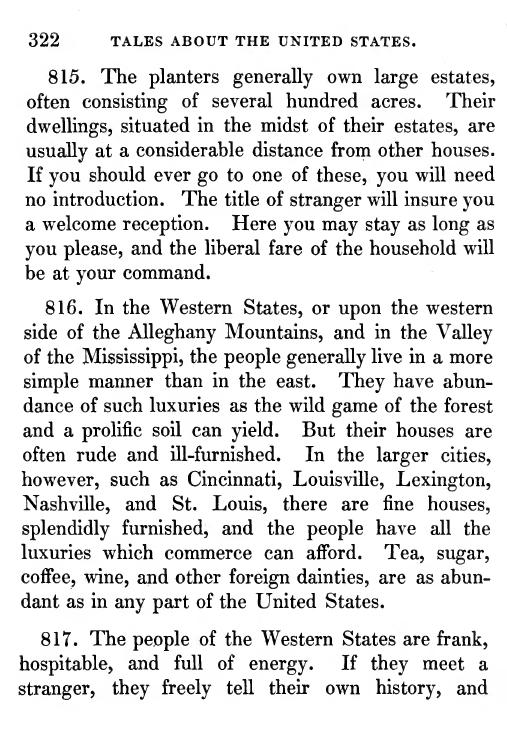 322 TALES ABOUT THE UNITED STATES.
815. The planters generally own large estates,
often consisting of several hundred acres. Their
dwellings, situated in the midst of their estates, are
usually at a considerable distance from other houses.
If you should ever go to one of these, you will need
no introduction. The title of stranger will insure you
a welcome reception. Here you may stay as long as
you please, and the liberal fare of the household will
be at your command.
816. In the Western States, or upon the western
side of the Alleghany Mountains, and in the Valley
of the Mississippi, the people generally live in a more
simple manner than in the east. They have abun-
dance of such luxuries as the wild game of the forest
and a prolific soil can yield. But their houses are
often rude and ill-furnished. In the larger cities,
however, such as Cincinnati, Louisville, Lexington,
Nashville, and St. Louis, there are fine houses,
splendidly furnished, and the people have all the
luxuries which commerce can afford. Tea, sugar,
coffee, wine, and other foreign dainties, are as abun-
dant as in any part of the United States.
817. The people of the Western States are frank,
hospitable, and full of energy. If they meet a
stranger, they freely tell their own history, and